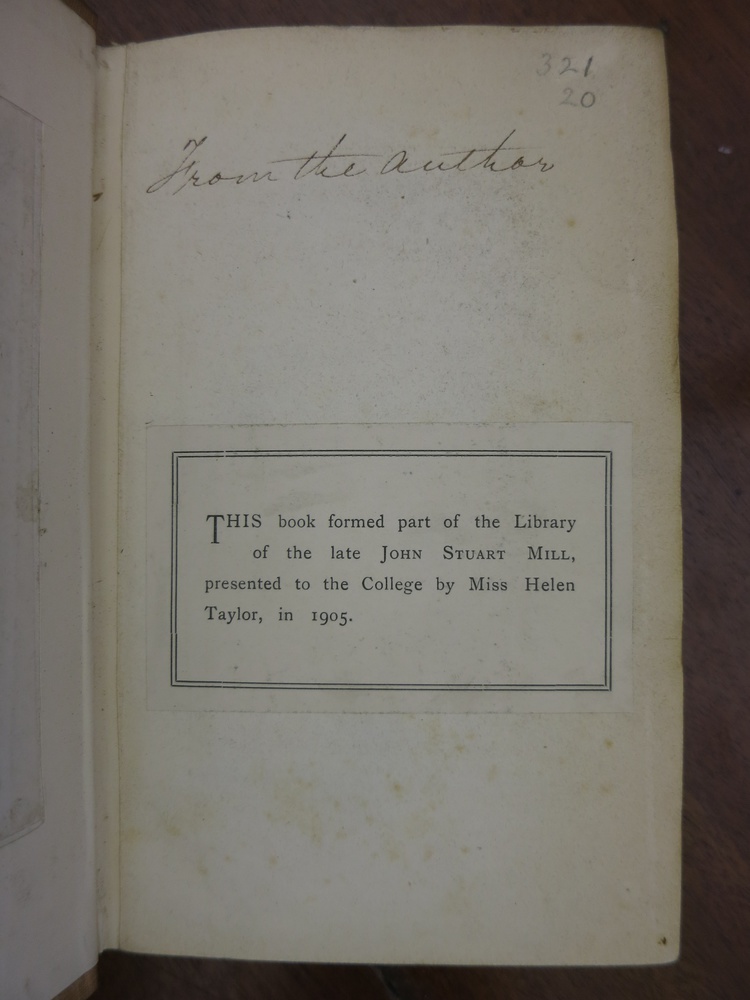 321
20
From the author
THIS book formed part of the Library
of the late JOHN STUART MILL,
presented to the College by Miss Helen
Taylor, in 1905.